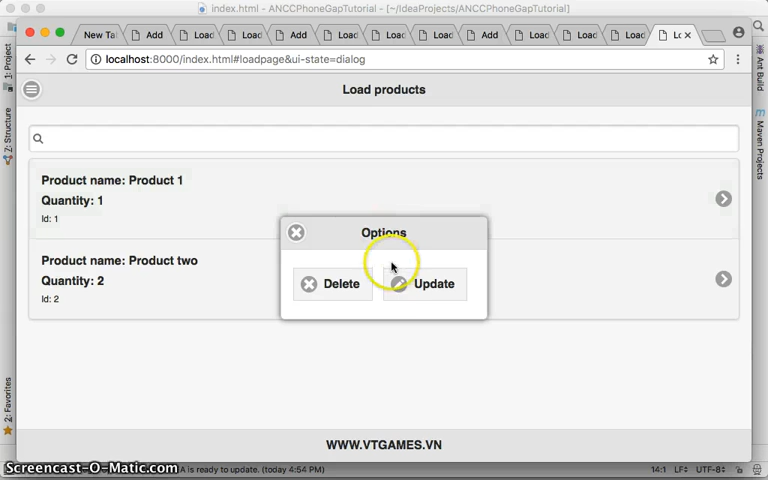 index.html - ANCCPhoneGapTutorial - [~/IdeaProjects/ANCCPhoneGapTutorial]
New Ta
Add
Load
Load
Add
Load
Load
Load
Add
Load
Load
Load
Lo
localhost:8000/index.html#loadpage&ui-state=dialog
Load products
Product name: Product 1
Quantity: 1
Id: 1
Product name: Product two
Quantity: 2
Id: 2
Options
Delete
Update
WWW.VTGAMES.VN
1: Project
7: Structure
2: Favorites
Ant Build
Maven Projects
Screencast-O-Matic.com
A is ready to update. (today 4:54 PM)
14:1
LF
UTF-8